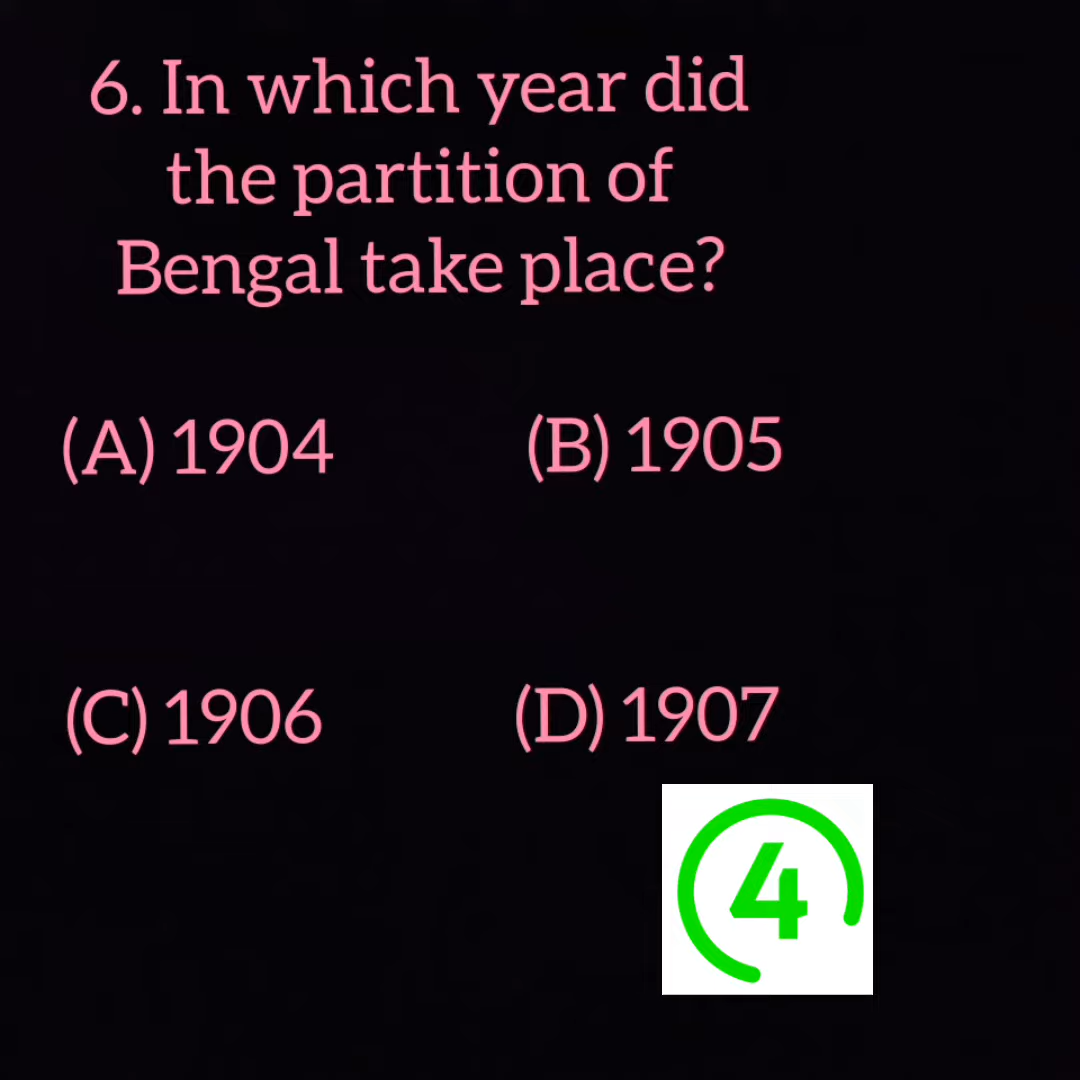 6. In which year did
the partition of
Bengal take place?
(A) 1904 (B) 1905
(C) 1906 (D) 1907
4